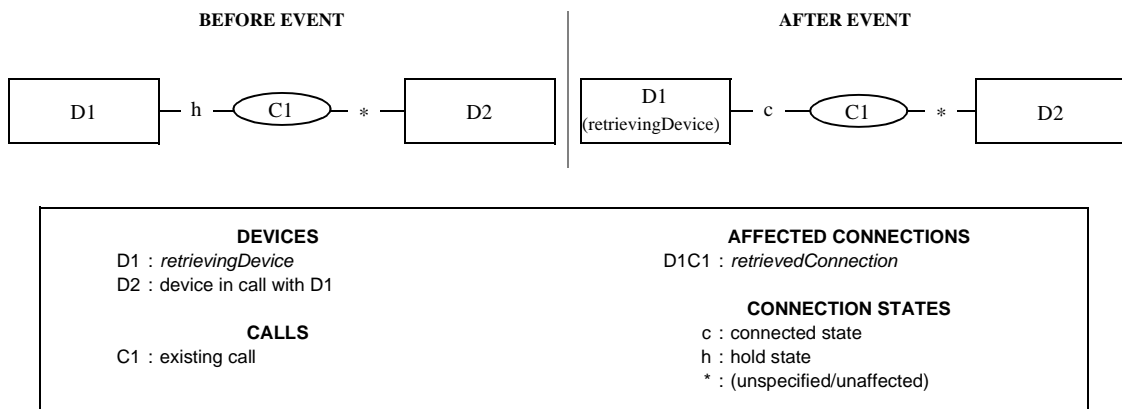 BEFORE EVENT
AFTER EVENT
D1
h
C1
*
D2
D1
(retrievingDevice)
c
C1
*
D2
DEVICES
D1 : retrievingDevice
D2 : device in call with D1
CALLS
C1 : existing call
AFFECTED CONNECTIONS
D1C1 : retrievedConnection
CONNECTION STATES
c : connected state
h : hold state
* : (unspecified/unaffected)